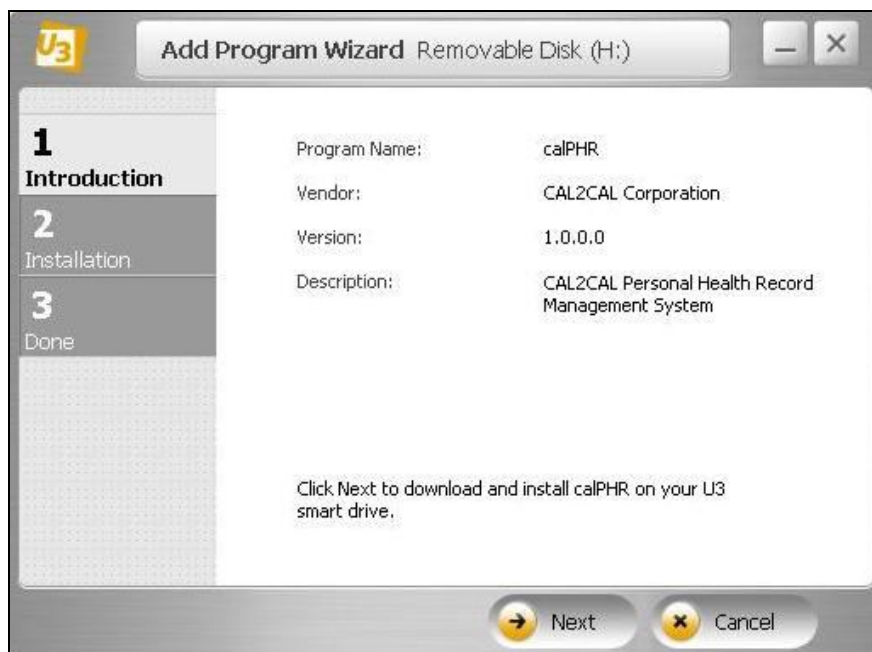 U3
Add Program Wizard Removable Disk (H:)
1
Introduction
2
Installation
3
Done
Program Name: calPHR
Vendor: CAL2CAL Corporation
Version: 1.0.0.0
Description: CAL2CAL Personal Health Record
Management System
Click Next to download and install calPHR on your U3
smart drive.
Next Cancel